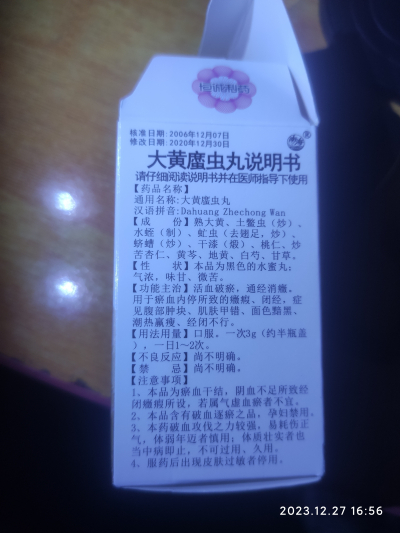 恒诚制药
核准日期:2006年12月07日
修改日期:2020年12月30日
大黄䗪虫丸说明书
请仔细阅读说明书并在医师指导下使用
【药品名称】
通用名称:大黄䗪虫丸
汉语拼音:Dahuang Zhechong Wan
【成　份】熟大黄、土鳖虫（炒）、
水蛭（制）、虻虫（去翅足，炒）、
蛴螬（炒）、干漆（煅）、桃仁、炒
苦杏仁、黄芩、地黄、白芍、甘草。
【性　状】本品为黑色的水蜜丸；
气浓，味甘、微苦。
【功能主治】活血破瘀，通经消癥。
用于瘀血内停所致的癥瘕、闭经，症
见腹部肿块、肌肤甲错、面色黯黑、
潮热羸瘦、经闭不行。
【用法用量】口服。一次3g（约半瓶盖
），一日1～2次。
【不良反应】尚不明确。
【禁　忌】尚不明确。
【注意事项】
1、本品为瘀血干结，阴血不足所致经
闭癥瘕所设，若属气虚血瘀者不宜。
2、本品含有破血逐瘀之品，孕妇禁用。
3、本药破血攻伐之力较强，易耗伤正
气，体弱年迈者慎用；体质壮实者也
当中病即止，不可过用、久用。
4、服药后出现皮肤过敏者停用。
2023.12.27 16:56